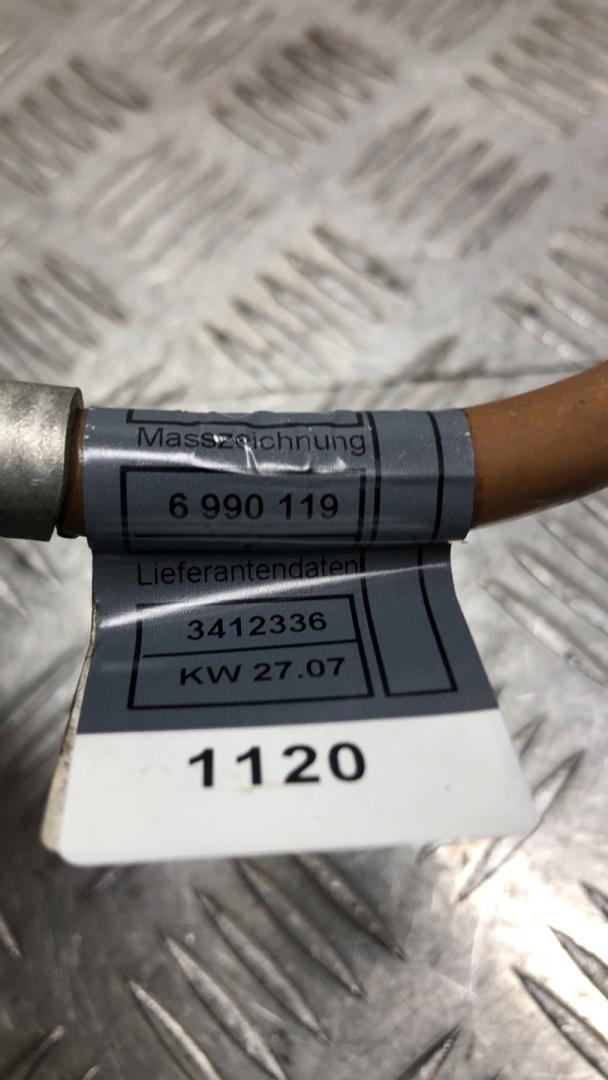 Masszeichnung
6 990 119
Lieferantendaten
3412336
KW 27.07
1120